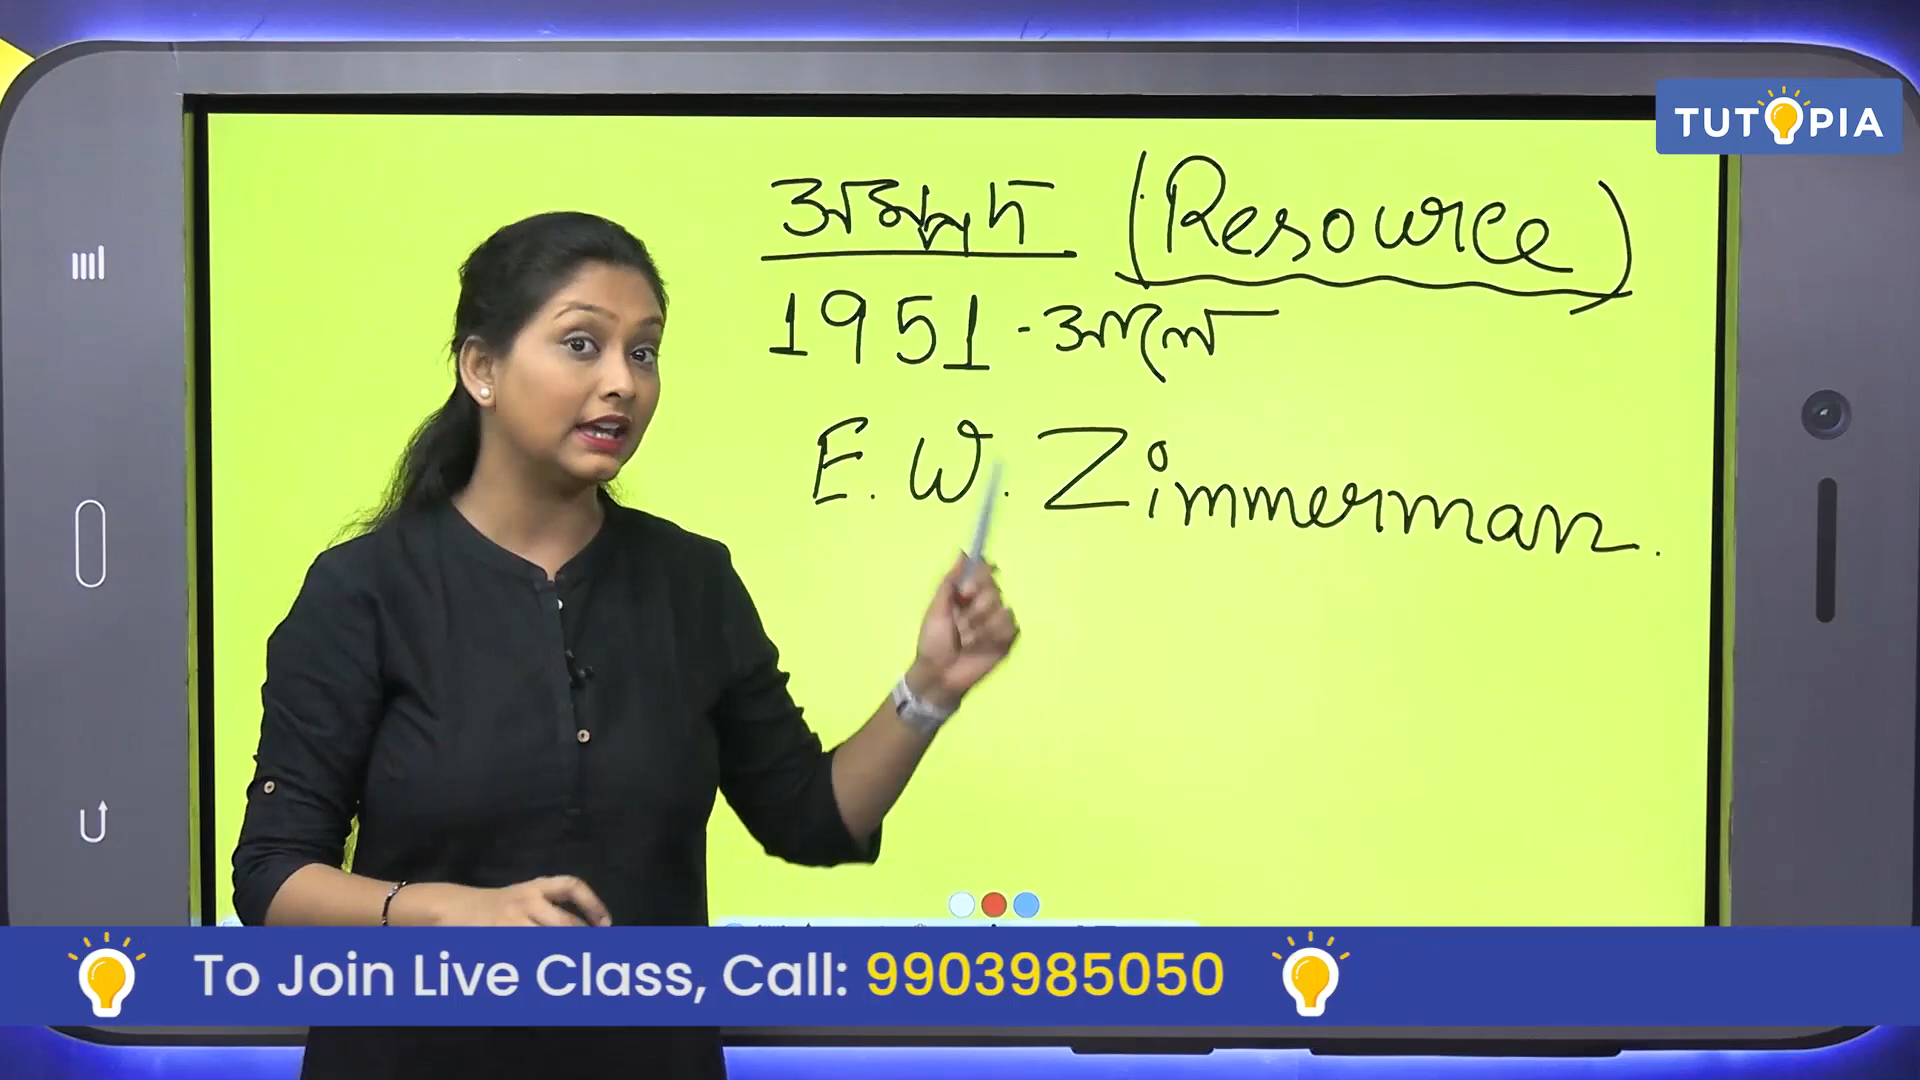 TUTOPIA
সম্পদ (Resource)
1951 - সালে
E. W. Zimmerman.
To Join Live Class, Call: 9903985050